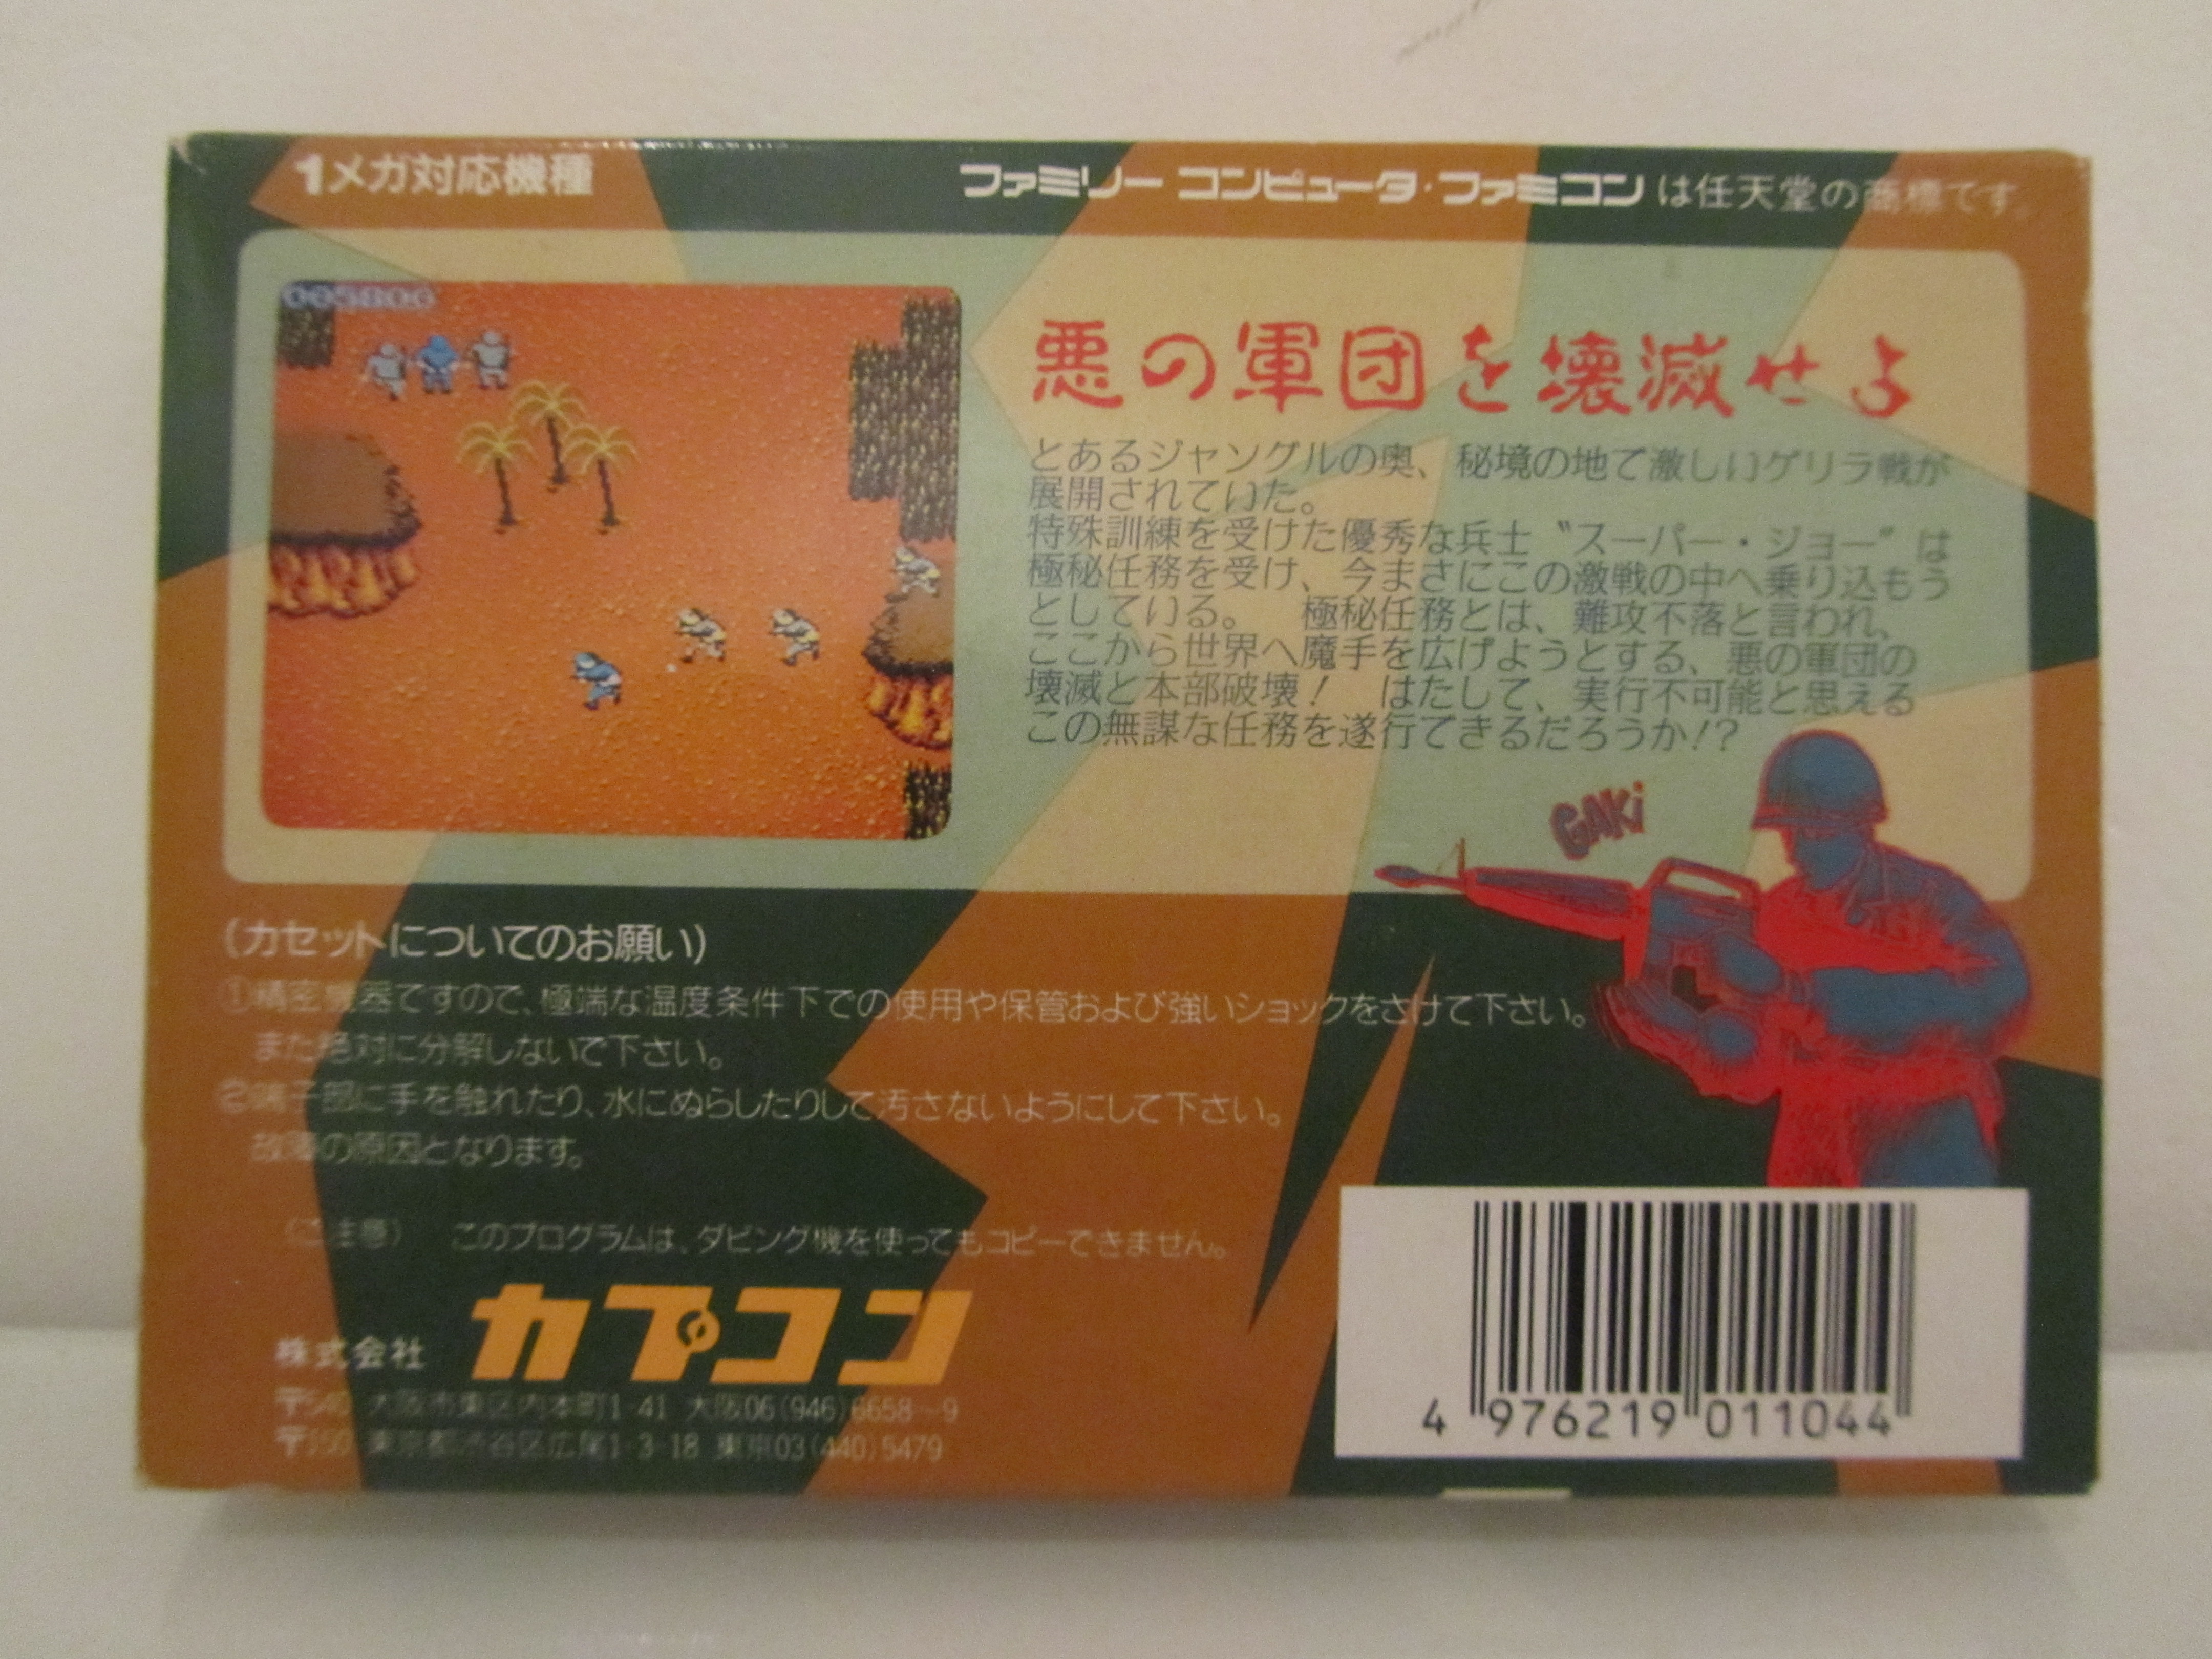 1メガ対応機種
ファミリー コンピュータ・ファミコン は任天堂の商標です。
005800
悪の軍団を壊滅せよ
とあるジャングルの奥、秘境の地で激しいゲリラ戦が
展開されていた。
特殊訓練を受けた優秀な兵士〝スーパー・ジョー〟は
極秘任務を受け、今まさにこの激戦の中へ乗り込もう
としている。　極秘任務とは、難攻不落と言われ、
ここから世界へ魔手を広げようとする、悪の軍団の
壊滅と本部破壊！　はたして、実行不可能と思える
この無謀な任務を遂行できるだろうか!?
GAKi
(カセットについてのお願い)
①精密機器ですので、極端な温度条件下での使用や保管および強いショックをさけて下さい。
また絶対に分解しないで下さい。
②端子部に手を触れたり、水にぬらしたりして汚さないようにして下さい。
故障の原因となります。
(ご注意) このプログラムは、ダビング機を使ってもコピーできません。
株式会社 カプコン
〒540 大阪市東区内本町1-41 大阪06(946)6658～9
〒150 東京都渋谷区広尾1-3-18 東京03(440)5479
4 976219 011044